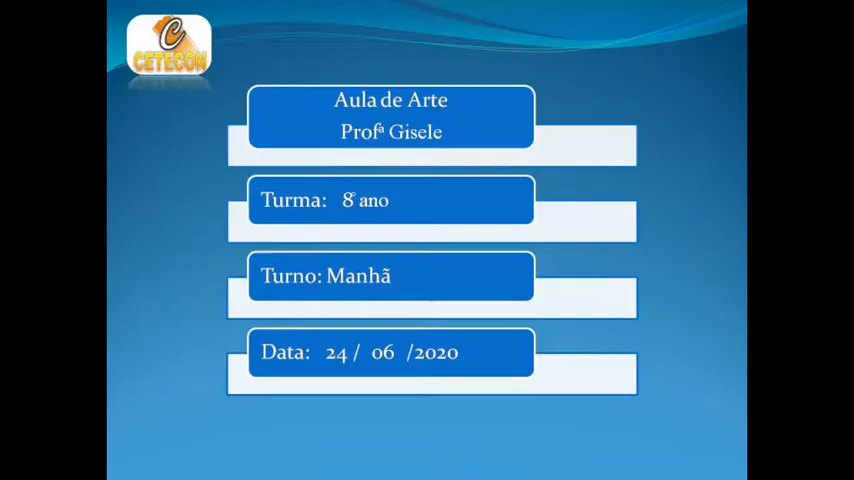 C
CETECON
Aula de Arte
Profª Gisele
Turma: 8º ano
Turno: Manhã
Data: 24 / 06 /2020